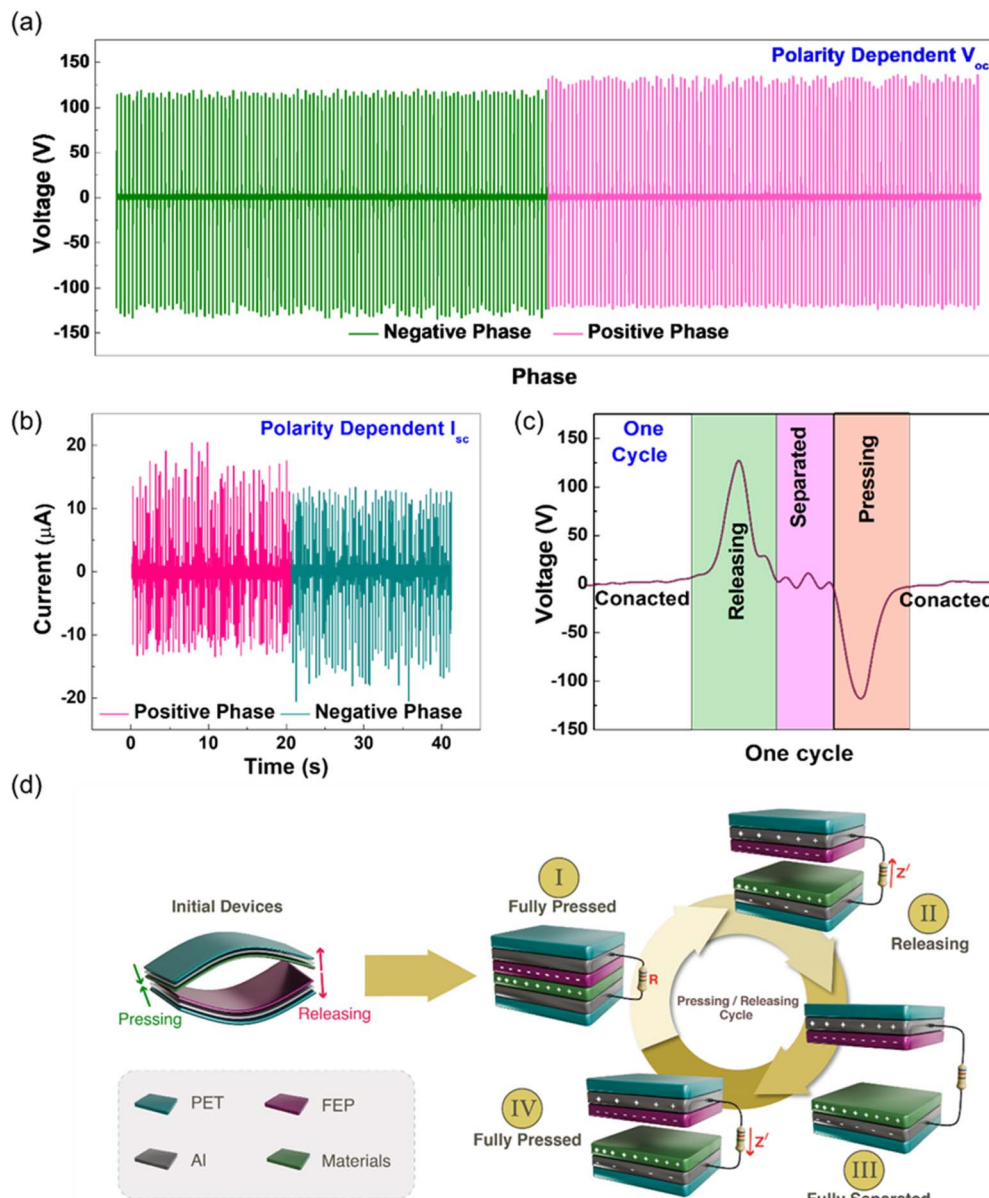 (a)
150
100
50
0
-50
-100
-150
Voltage (V)
Polarity Dependent Voc
Negative Phase
Positive Phase
Phase
(b)
20
10
0
-10
-20
Current (μA)
Polarity Dependent Isc
Positive Phase
Negative Phase
0 10 20 30 40
Time (s)
(c)
150
100
50
0
-50
-100
-150
Voltage (V)
One
Cycle
Conacted
Releasing
Separated
Pressing
Conacted
One cycle
(d)
Initial Devices
Pressing
Releasing
I
Fully Pressed
R
Z′
II
Releasing
Pressing / Releasing
Cycle
IV
Fully Pressed
Z′
III
Fully Separated
PET
FEP
Al
Materials